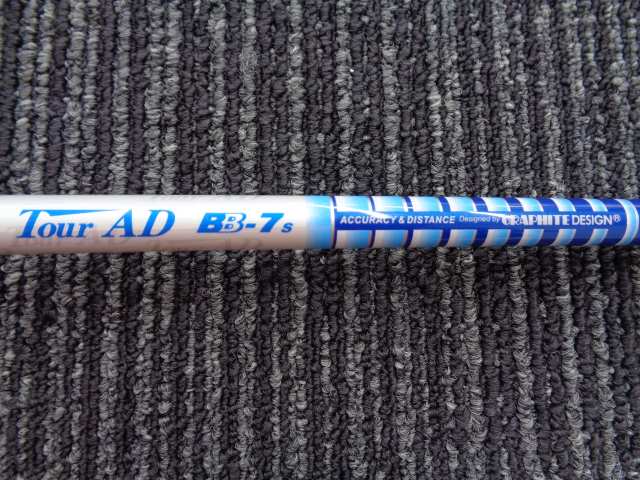 Tour AD BB-7s ACCURACY & DISTANCE Designed by GRAPHITE DESIGN®